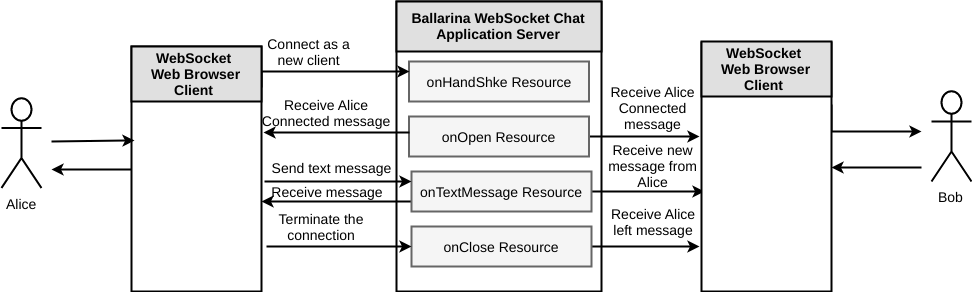 Ballarina WebSocket Chat
Application Server
WebSocket
Web Browser
Client
Connect as a
new client
onHandShke Resource
WebSocket
Web Browser
Client
Receive Alice
Connected message
onOpen Resource
Receive Alice
Connected
message
Send text message
Receive message
onTextMessage Resource
Receive new
message from
Alice
Terminate the
connection
onClose Resource
Receive Alice
left message
Alice
Bob